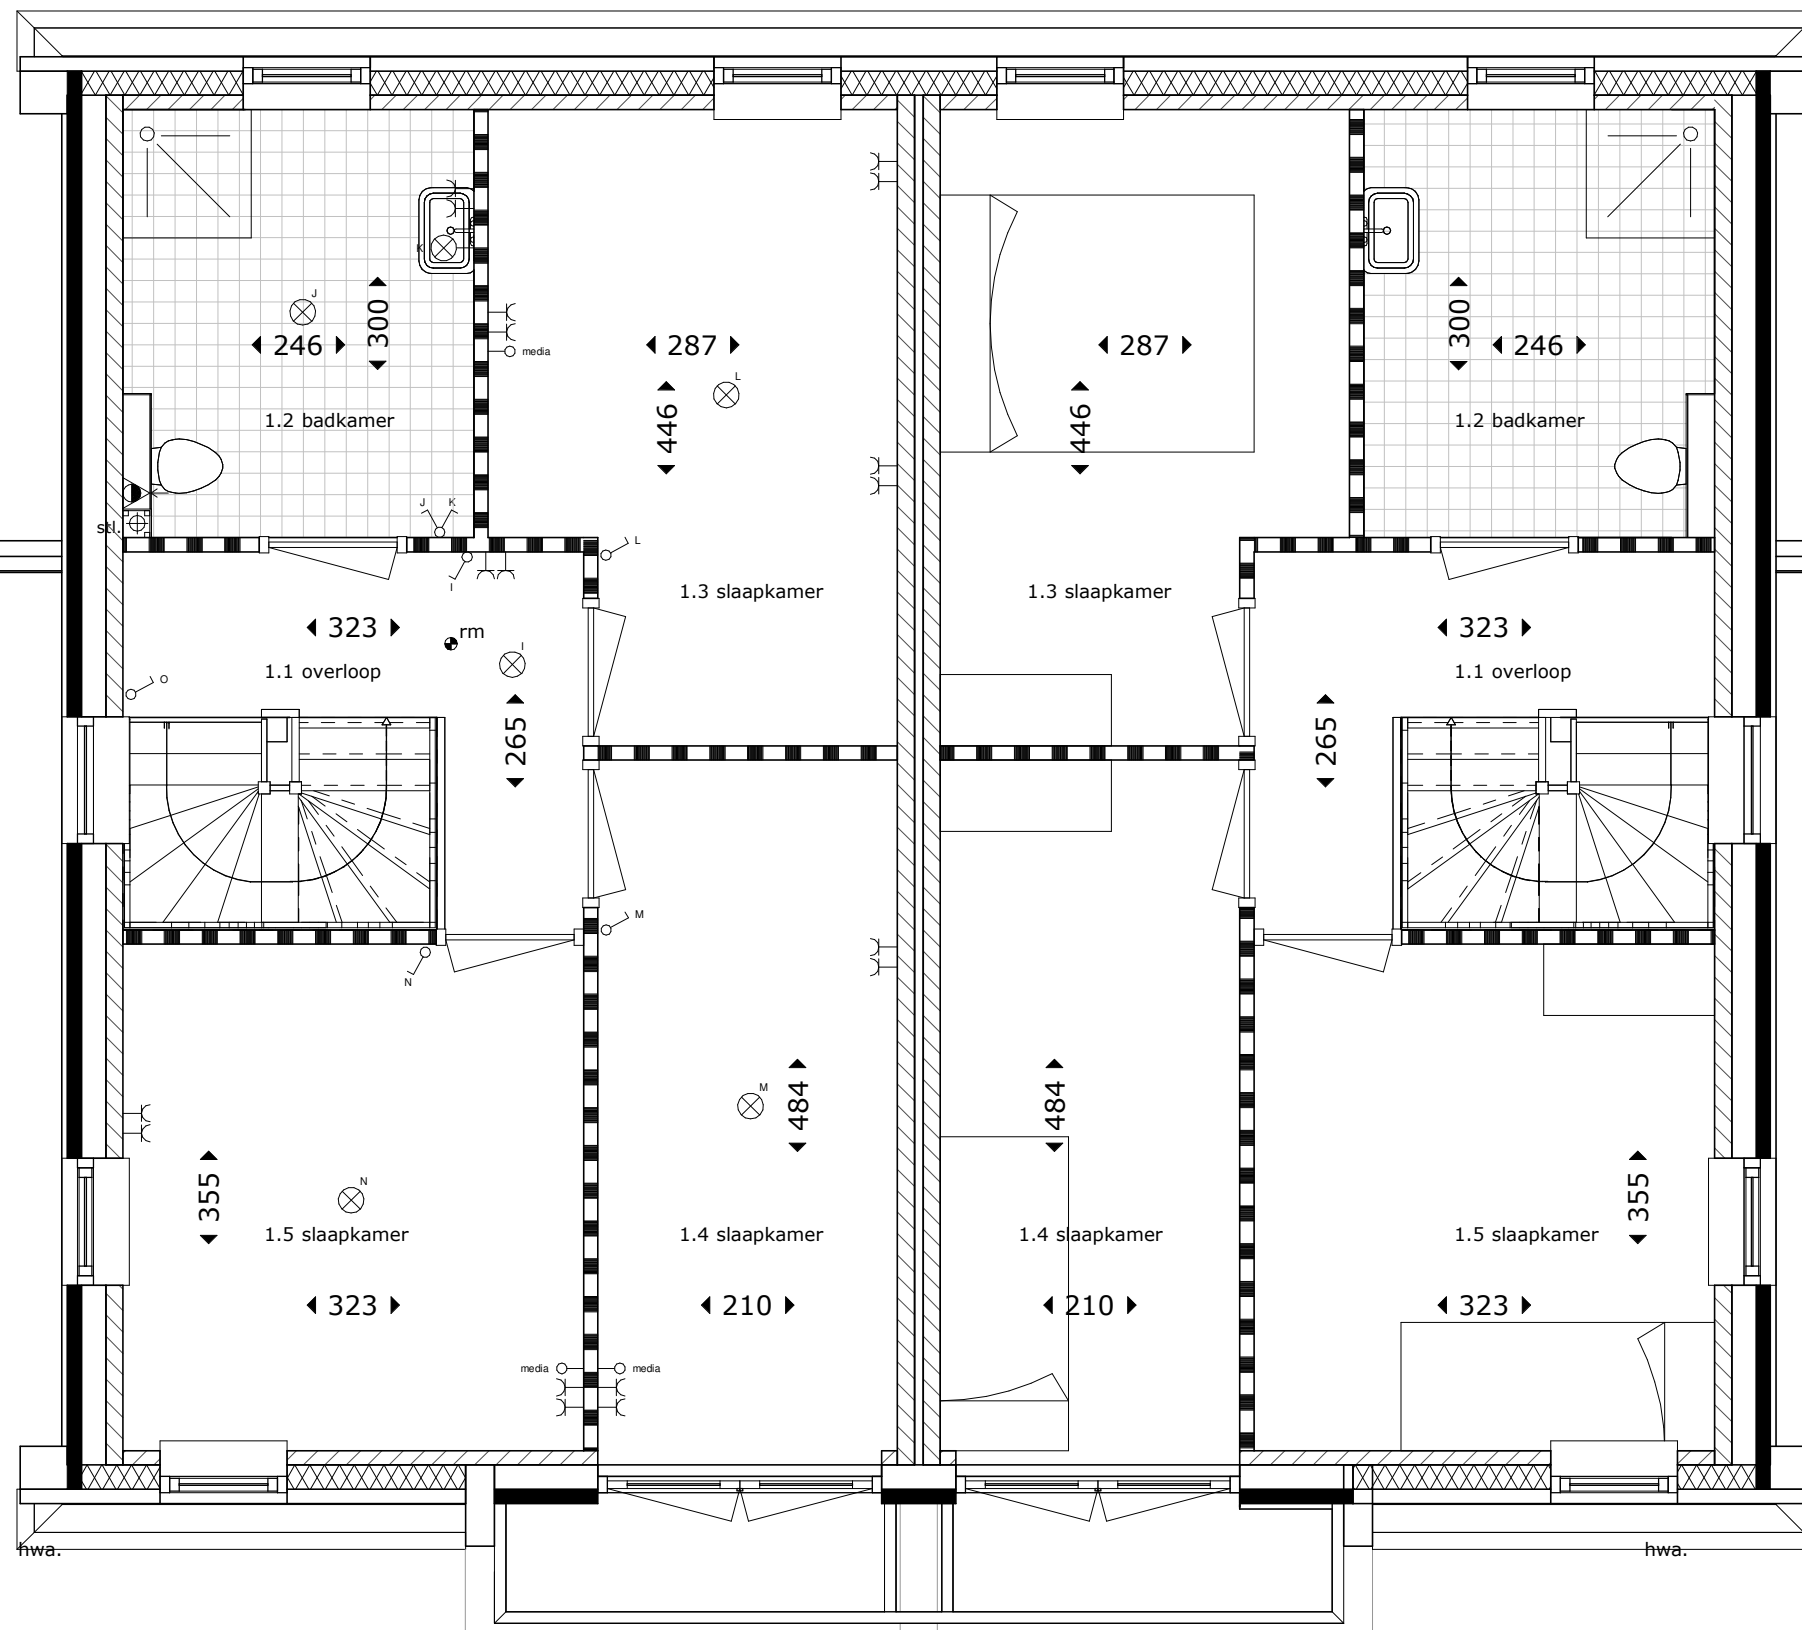 J
K
300
300
246
287
287
246
media
L
446
446
1.2 badkamer
1.2 badkamer
J K
stl.
L
I
1.3 slaapkamer
1.3 slaapkamer
323
rm
323
I
1.1 overloop
1.1 overloop
O
265
265
M
N
484
484
M
355
355
N
1.5 slaapkamer
1.4 slaapkamer
1.4 slaapkamer
1.5 slaapkamer
323
210
210
323
media
media
hwa.
hwa.